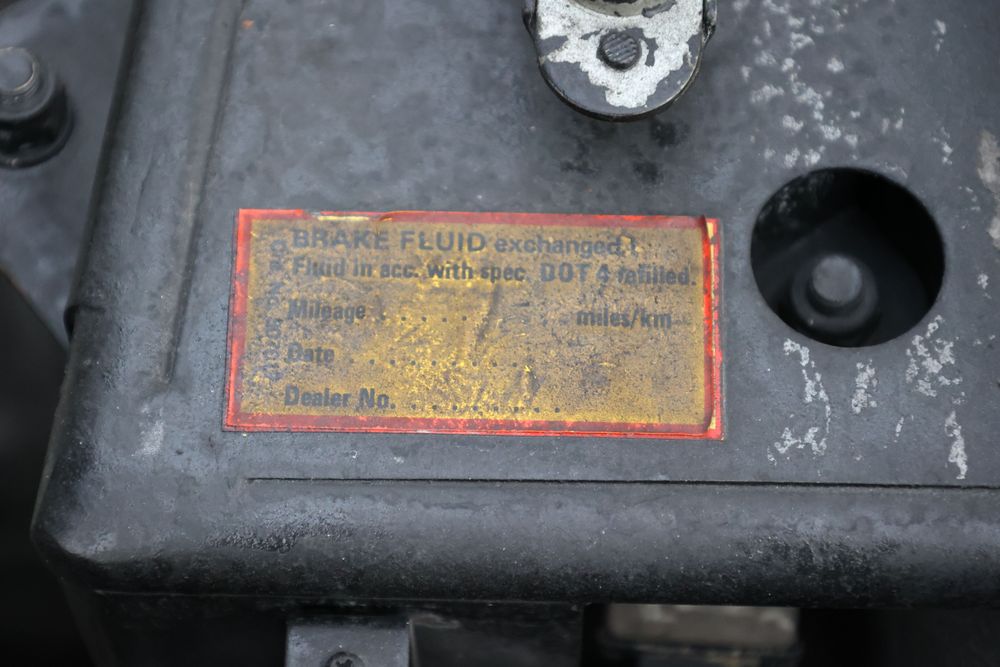 BRAKE FLUID exchanged!
Fluid in acc. with spec. DOT 4 refilled.
Mileage . . . . . . . . . . miles/km
Date . . . . . . . . . .
Dealer No. . . . . . . . . .